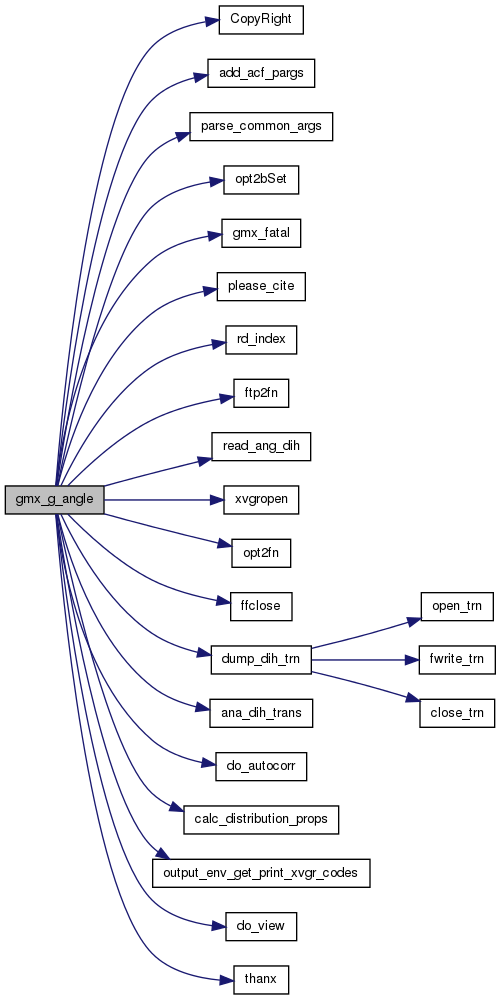 CopyRight
add_acf_pargs
parse_common_args
opt2bSet
gmx_fatal
please_cite
rd_index
ftp2fn
read_ang_dih
gmx_g_angle
xvgropen
opt2fn
ffclose
open_trn
dump_dih_trn
fwrite_trn
close_trn
ana_dih_trans
do_autocorr
calc_distribution_props
output_env_get_print_xvgr_codes
do_view
thanx